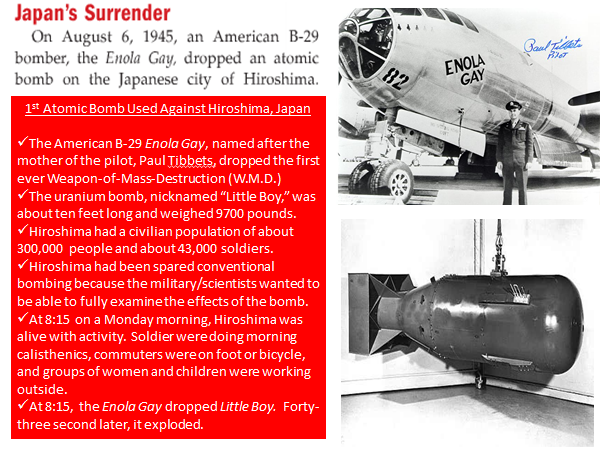 Japan's Surrender
On August 6, 1945, an American B-29
bomber, the Enola Gay, dropped an atomic
bomb on the Japanese city of Hiroshima.
1st Atomic Bomb Used Against Hiroshima, Japan
✓The American B-29 Enola Gay, named after the
mother of the pilot, Paul Tibbets, dropped the first
ever Weapon-of-Mass-Destruction (W.M.D.)
✓The uranium bomb, nicknamed “Little Boy,” was
about ten feet long and weighed 9700 pounds.
✓Hiroshima had a civilian population of about
300,000 people and about 43,000 soldiers.
✓Hiroshima had been spared conventional
bombing because the military/scientists wanted to
be able to fully examine the effects of the bomb.
✓At 8:15 on a Monday morning, Hiroshima was
alive with activity. Soldier were doing morning
calisthenics, commuters were on foot or bicycle,
and groups of women and children were working
outside.
✓At 8:15, the Enola Gay dropped Little Boy. Forty-
three second later, it exploded.
ENOLA
GAY
82
Paul Tibbets
Pilot